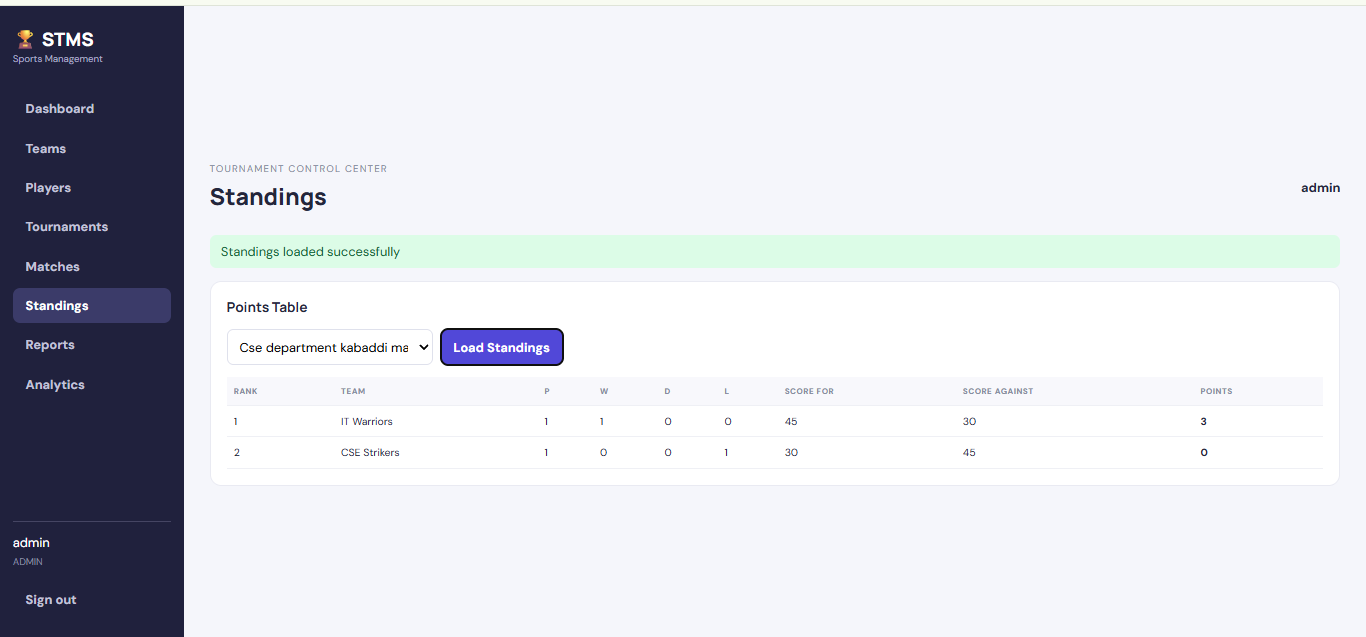 STMS
Sports Management
Dashboard
Teams
Players
Tournaments
Matches
Standings
Reports
Analytics
admin
ADMIN
Sign out
TOURNAMENT CONTROL CENTER
Standings
admin
Standings loaded successfully
Points Table
Cse department kabaddi ma
Load Standings
RANK TEAM P W D L SCORE FOR SCORE AGAINST POINTS
1 IT Warriors 1 1 0 0 45 30 3
2 CSE Strikers 1 0 0 1 30 45 0